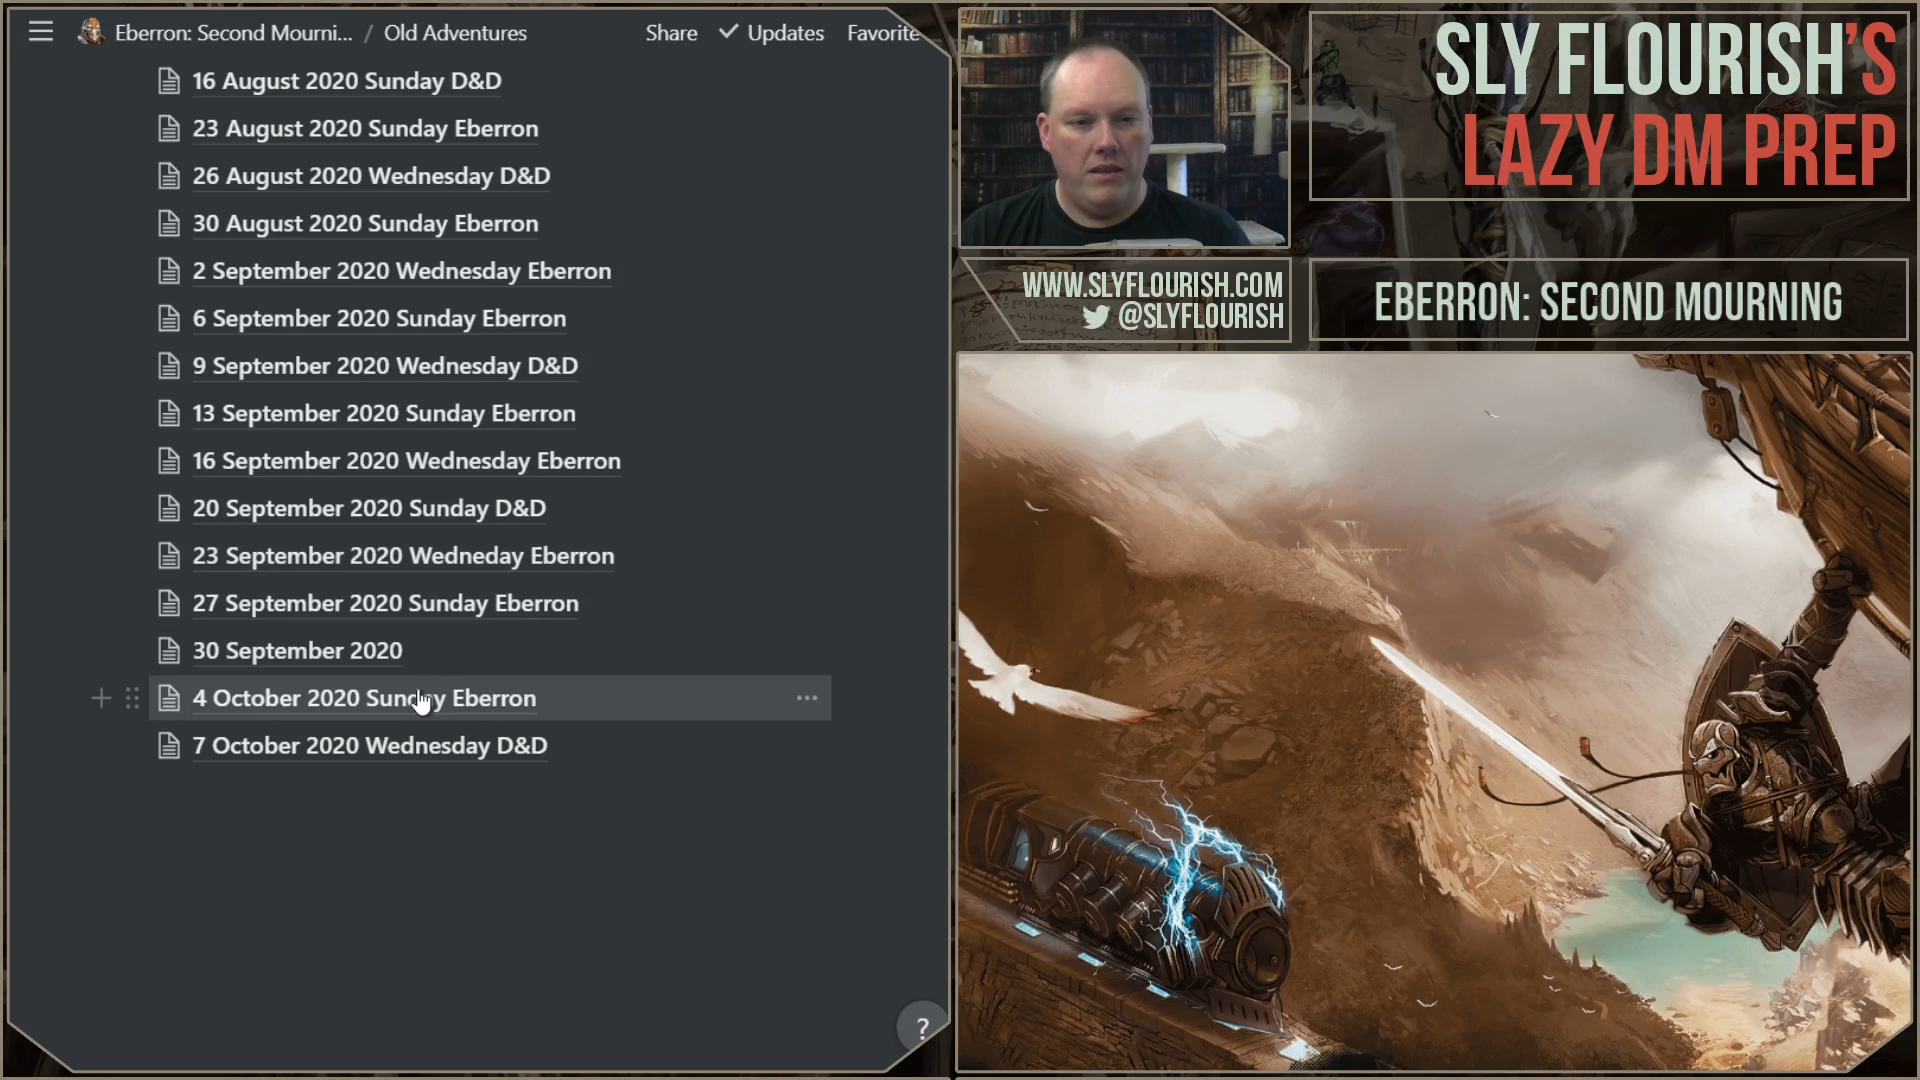 Eberron: Second Mourni... / Old Adventures Share Updates Favorite
16 August 2020 Sunday D&D
23 August 2020 Sunday Eberron
26 August 2020 Wednesday D&D
30 August 2020 Sunday Eberron
2 September 2020 Wednesday Eberron
6 September 2020 Sunday Eberron
9 September 2020 Wednesday D&D
13 September 2020 Sunday Eberron
16 September 2020 Wednesday Eberron
20 September 2020 Sunday D&D
23 September 2020 Wedneday Eberron
27 September 2020 Sunday Eberron
30 September 2020
4 October 2020 Sunday Eberron
7 October 2020 Wednesday D&D
?
SLY FLOURISH'S
LAZY DM PREP
WWW.SLYFLOURISH.COM
@SLYFLOURISH
EBERRON: SECOND MOURNING